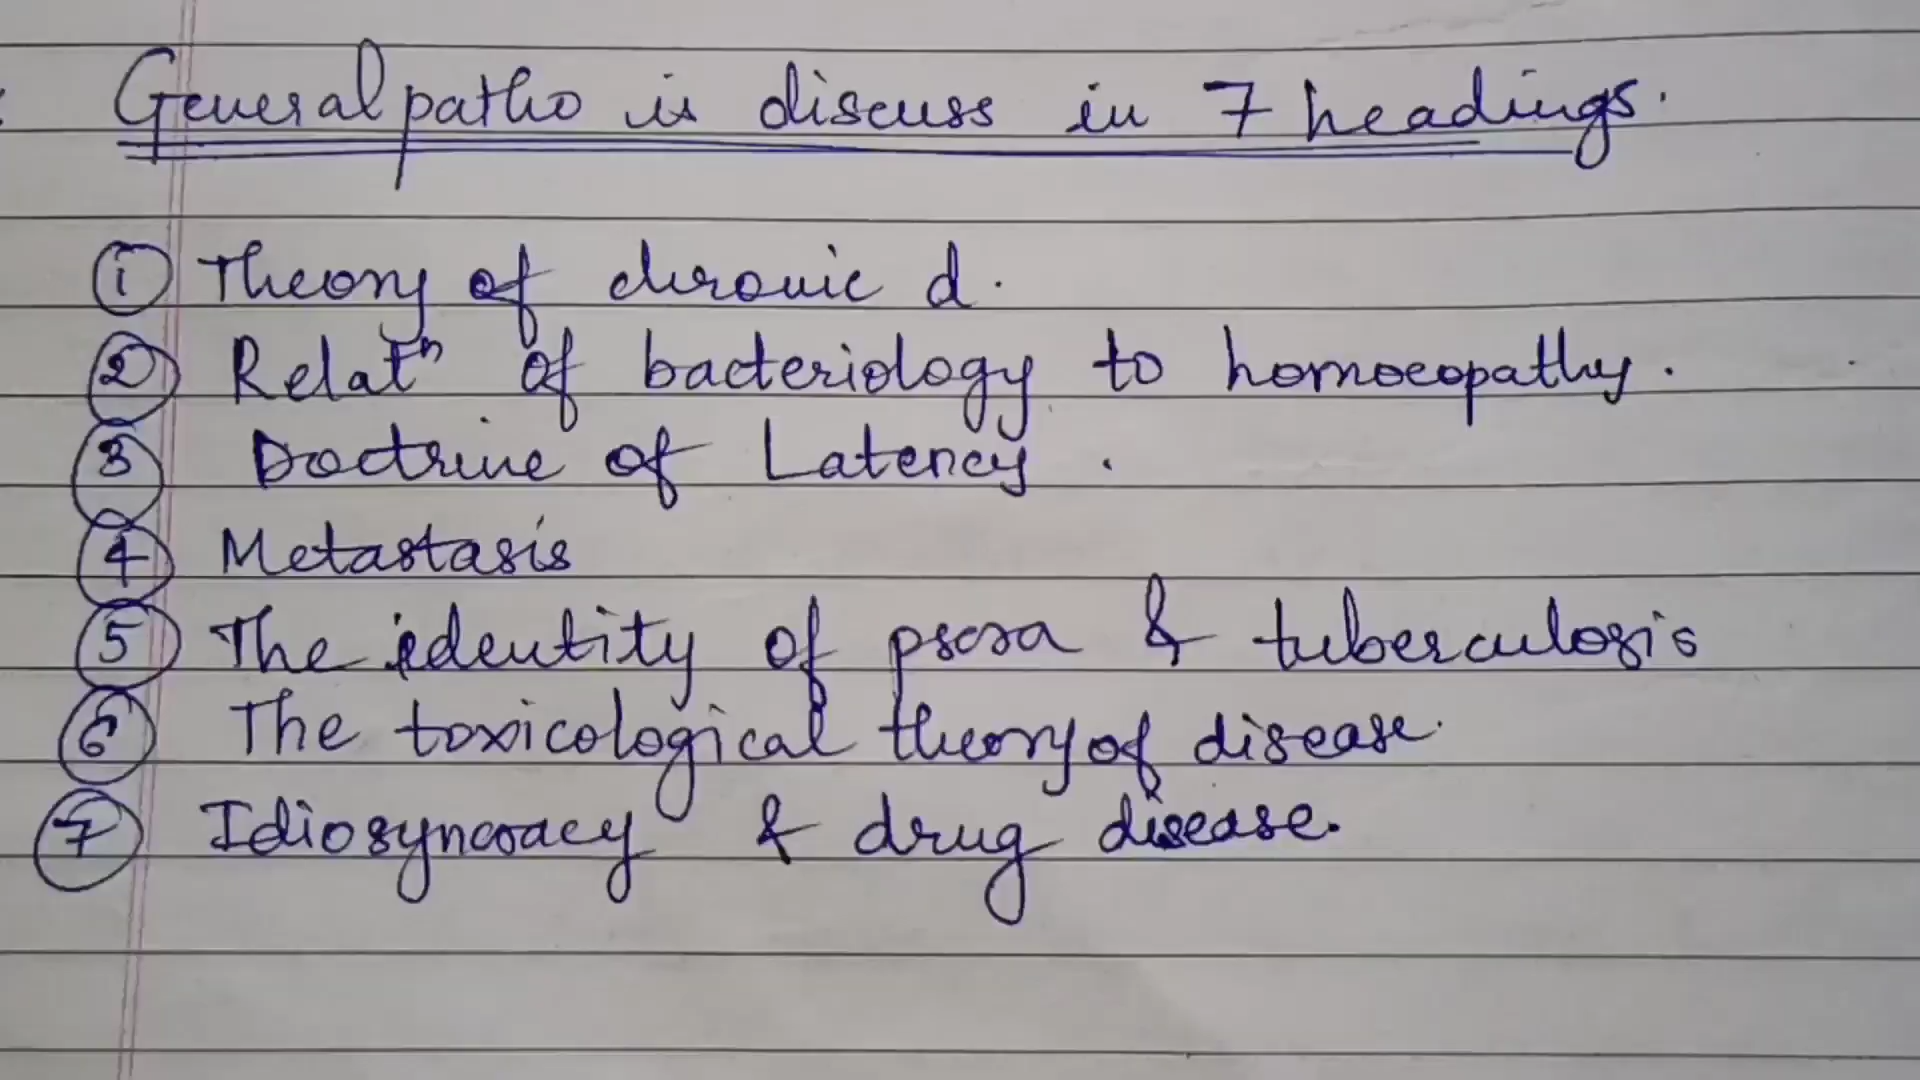 General patho is discuss in 7 headings.
① Theory of chronic d.
② Relatⁿ of bacteriology to homoeopathy.
③ Doctrine of Latency.
④ Metastasis
⑤ The identity of psora & tuberculosis
⑥ The toxicological theory of disease.
⑦ Idiosyncracy & drug disease.